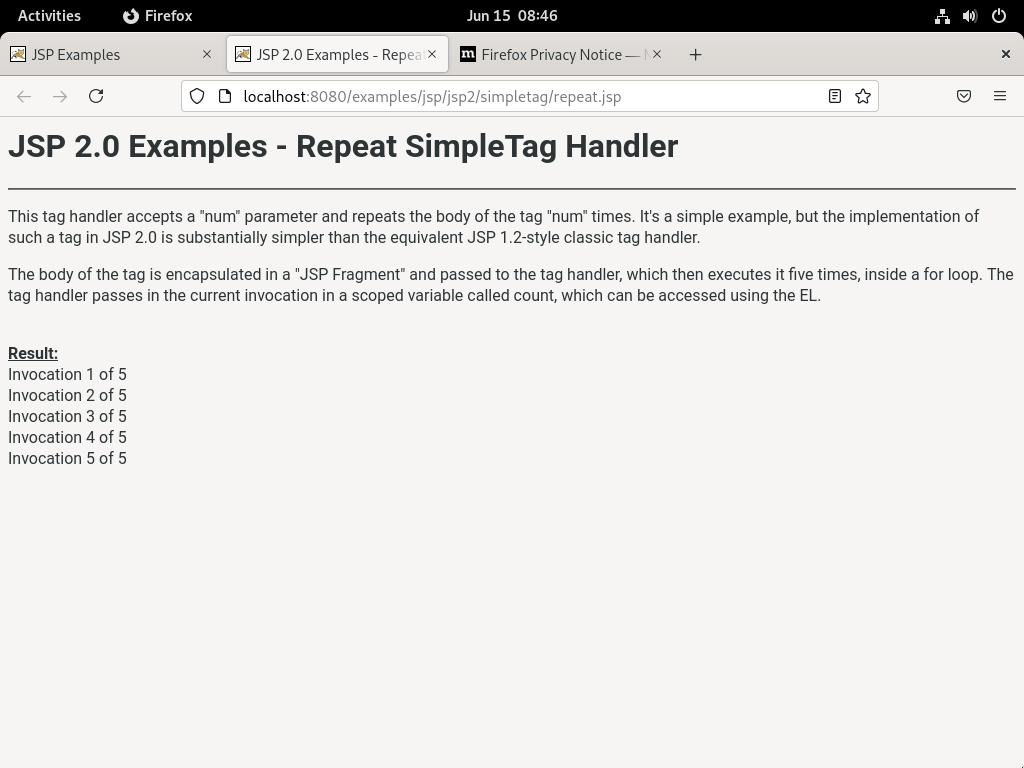 Activities
Firefox
Jun 15 08:46
JSP Examples
JSP 2.0 Examples - Repea
Firefox Privacy Notice —
localhost:8080/examples/jsp/jsp2/simpletag/repeat.jsp
JSP 2.0 Examples - Repeat SimpleTag Handler
This tag handler accepts a "num" parameter and repeats the body of the tag "num" times. It's a simple example, but the implementation of
such a tag in JSP 2.0 is substantially simpler than the equivalent JSP 1.2-style classic tag handler.
The body of the tag is encapsulated in a "JSP Fragment" and passed to the tag handler, which then executes it five times, inside a for loop. The
tag handler passes in the current invocation in a scoped variable called count, which can be accessed using the EL.
Result:
Invocation 1 of 5
Invocation 2 of 5
Invocation 3 of 5
Invocation 4 of 5
Invocation 5 of 5